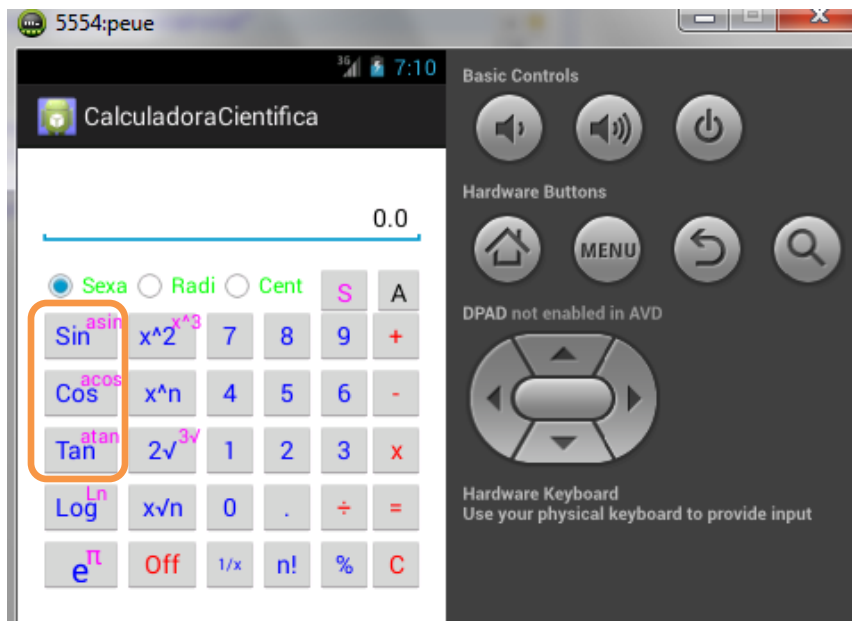 5554:peue
3G 7:10
CalculadoraCientifica
0.0
Sexa Radi Cent S A
Sin asin x^2 x^3 7 8 9 +
Cos acos x^n 4 5 6 -
Tan atan 2√ 3√ 1 2 3 x
Log Ln x√n 0 . ÷ =
e π Off 1/x n! % C
Basic Controls
Hardware Buttons
MENU
DPAD not enabled in AVD
Hardware Keyboard
Use your physical keyboard to provide input